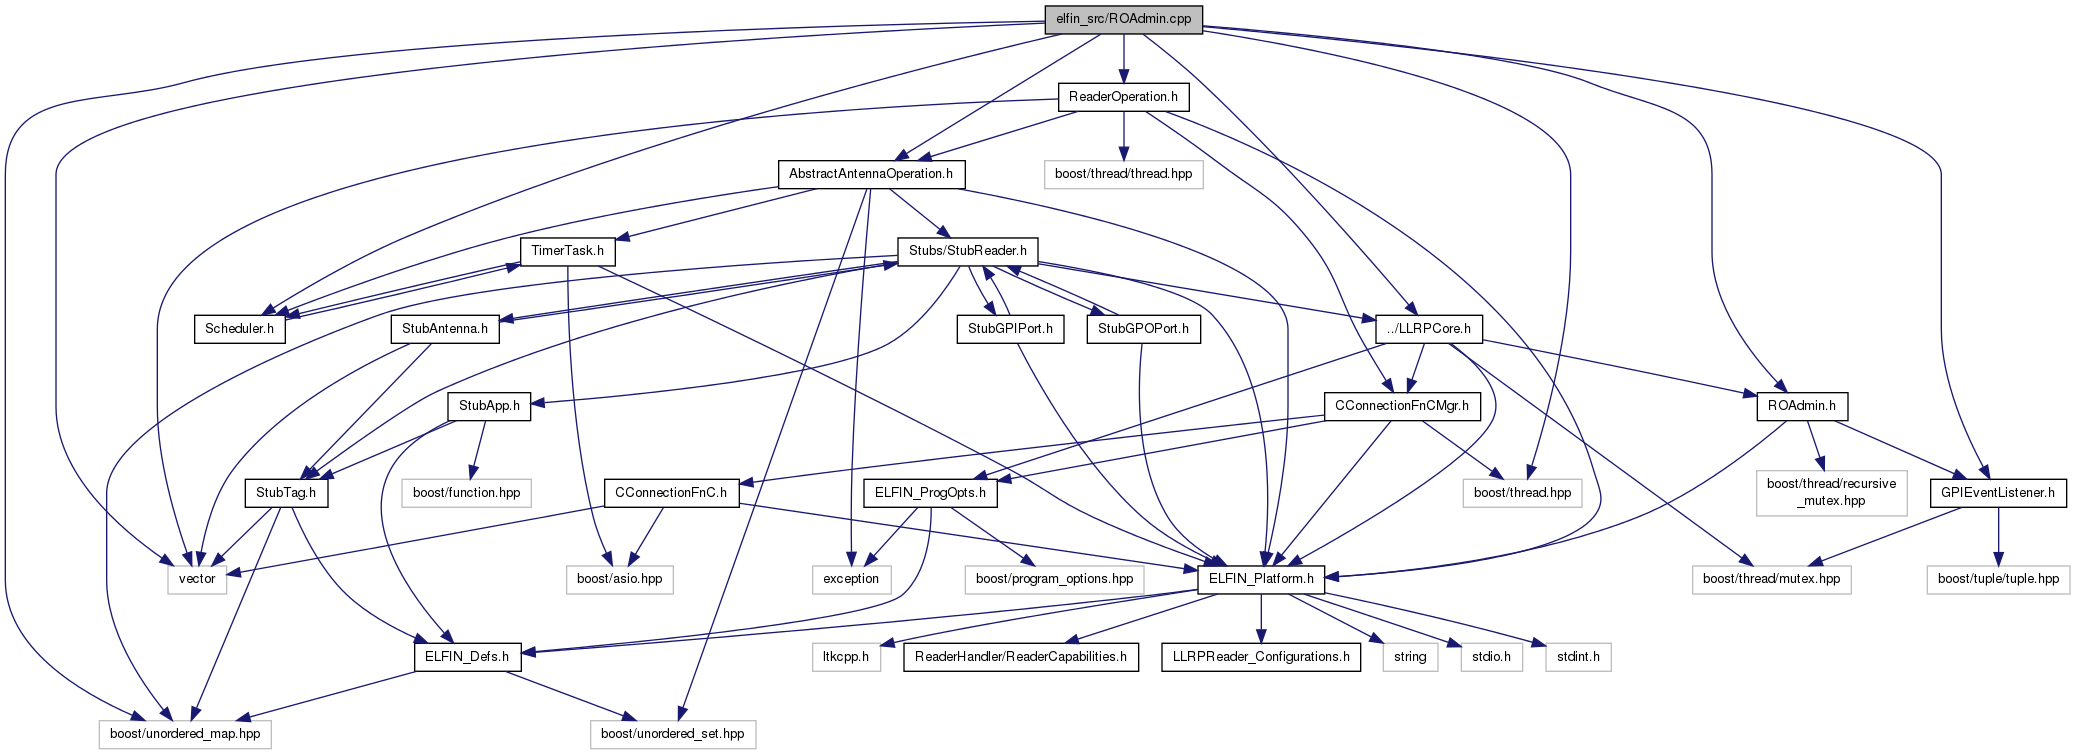 elfin_src/ROAdmin.cpp
ReaderOperation.h
AbstractAntennaOperation.h
boost/thread/thread.hpp
TimerTask.h
Stubs/StubReader.h
Scheduler.h
StubAntenna.h
StubGPIPort.h
StubGPOPort.h
../LLRPCore.h
StubApp.h
CConnectionFnCMgr.h
ROAdmin.h
StubTag.h
boost/function.hpp
CConnectionFnC.h
ELFIN_ProgOpts.h
boost/thread.hpp
boost/thread/recursive
_mutex.hpp
GPIEventListener.h
vector
boost/asio.hpp
exception
boost/program_options.hpp
ELFIN_Platform.h
boost/thread/mutex.hpp
boost/tuple/tuple.hpp
ELFIN_Defs.h
ltkcpp.h
ReaderHandler/ReaderCapabilities.h
LLRPReader_Configurations.h
string
stdio.h
stdint.h
boost/unordered_map.hpp
boost/unordered_set.hpp